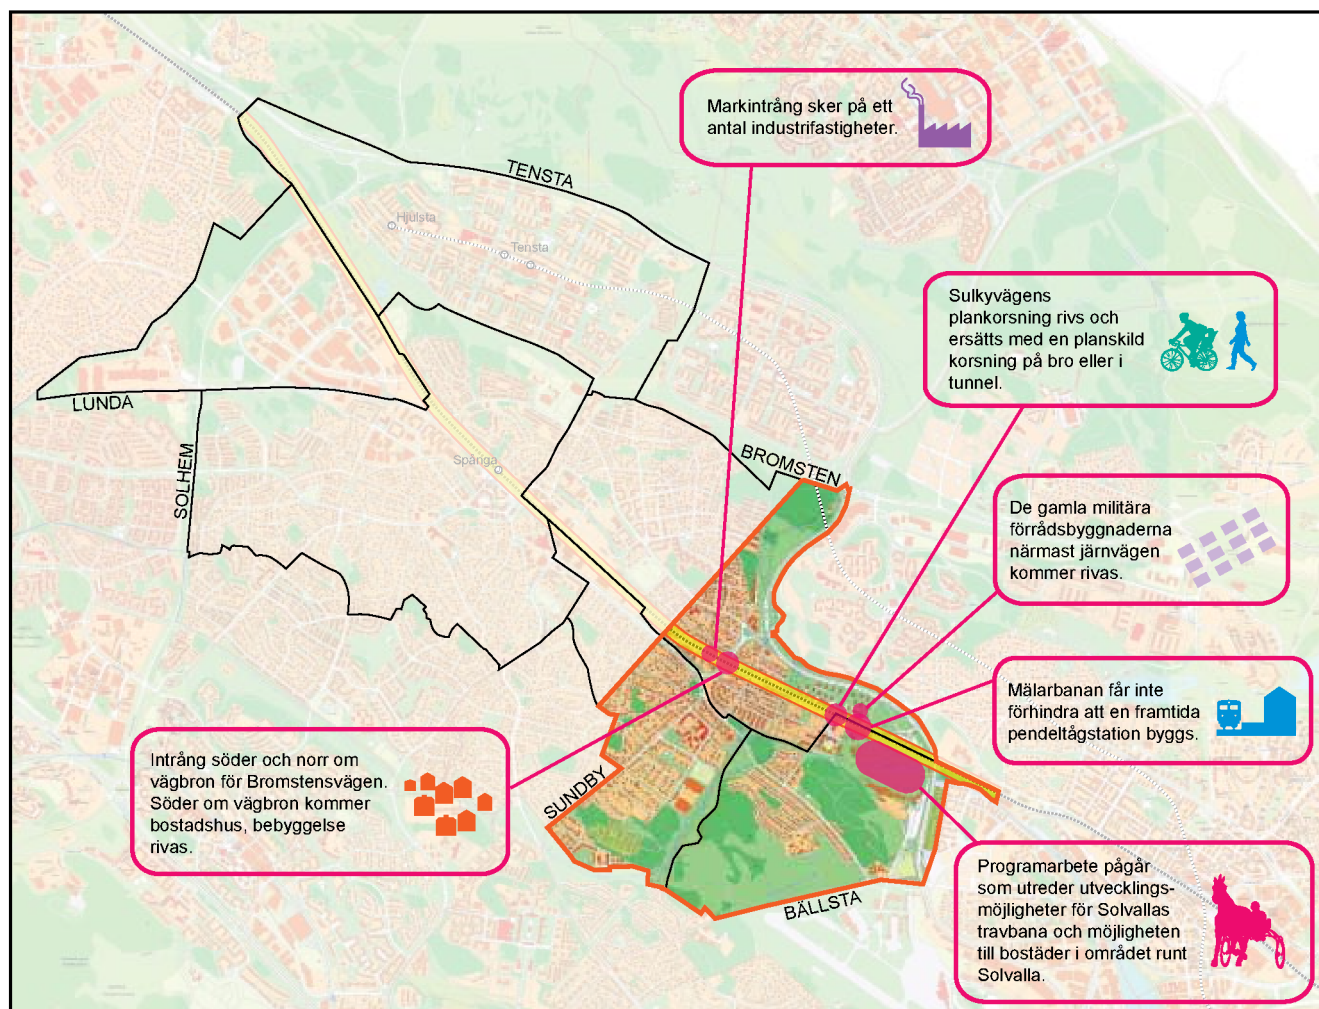 Markintrång sker på ett
antal industrifastigheter.
TENSTA
Hjulsta
Tensta
Sulkyvägens
plankorsning rivs och
ersätts med en planskild
korsning på bro eller i
tunnel.
LUNDA
SOLHEM
Spånga
BROMSTEN
De gamla militära
förrådsbyggnaderna
närmast järnvägen
kommer rivas.
Mälarbanan får inte
förhindra att en framtida
pendeltågstation byggs.
Intrång söder och norr om
vägbron för Bromstensvägen.
Söder om vägbron kommer
bostadshus, bebyggelse
rivas.
SUNDBY
BÄLLSTA
Programarbete pågår
som utreder utvecklings-
möjligheter för Solvallas
travbana och möjligheten
till bostäder i området runt
Solvalla.